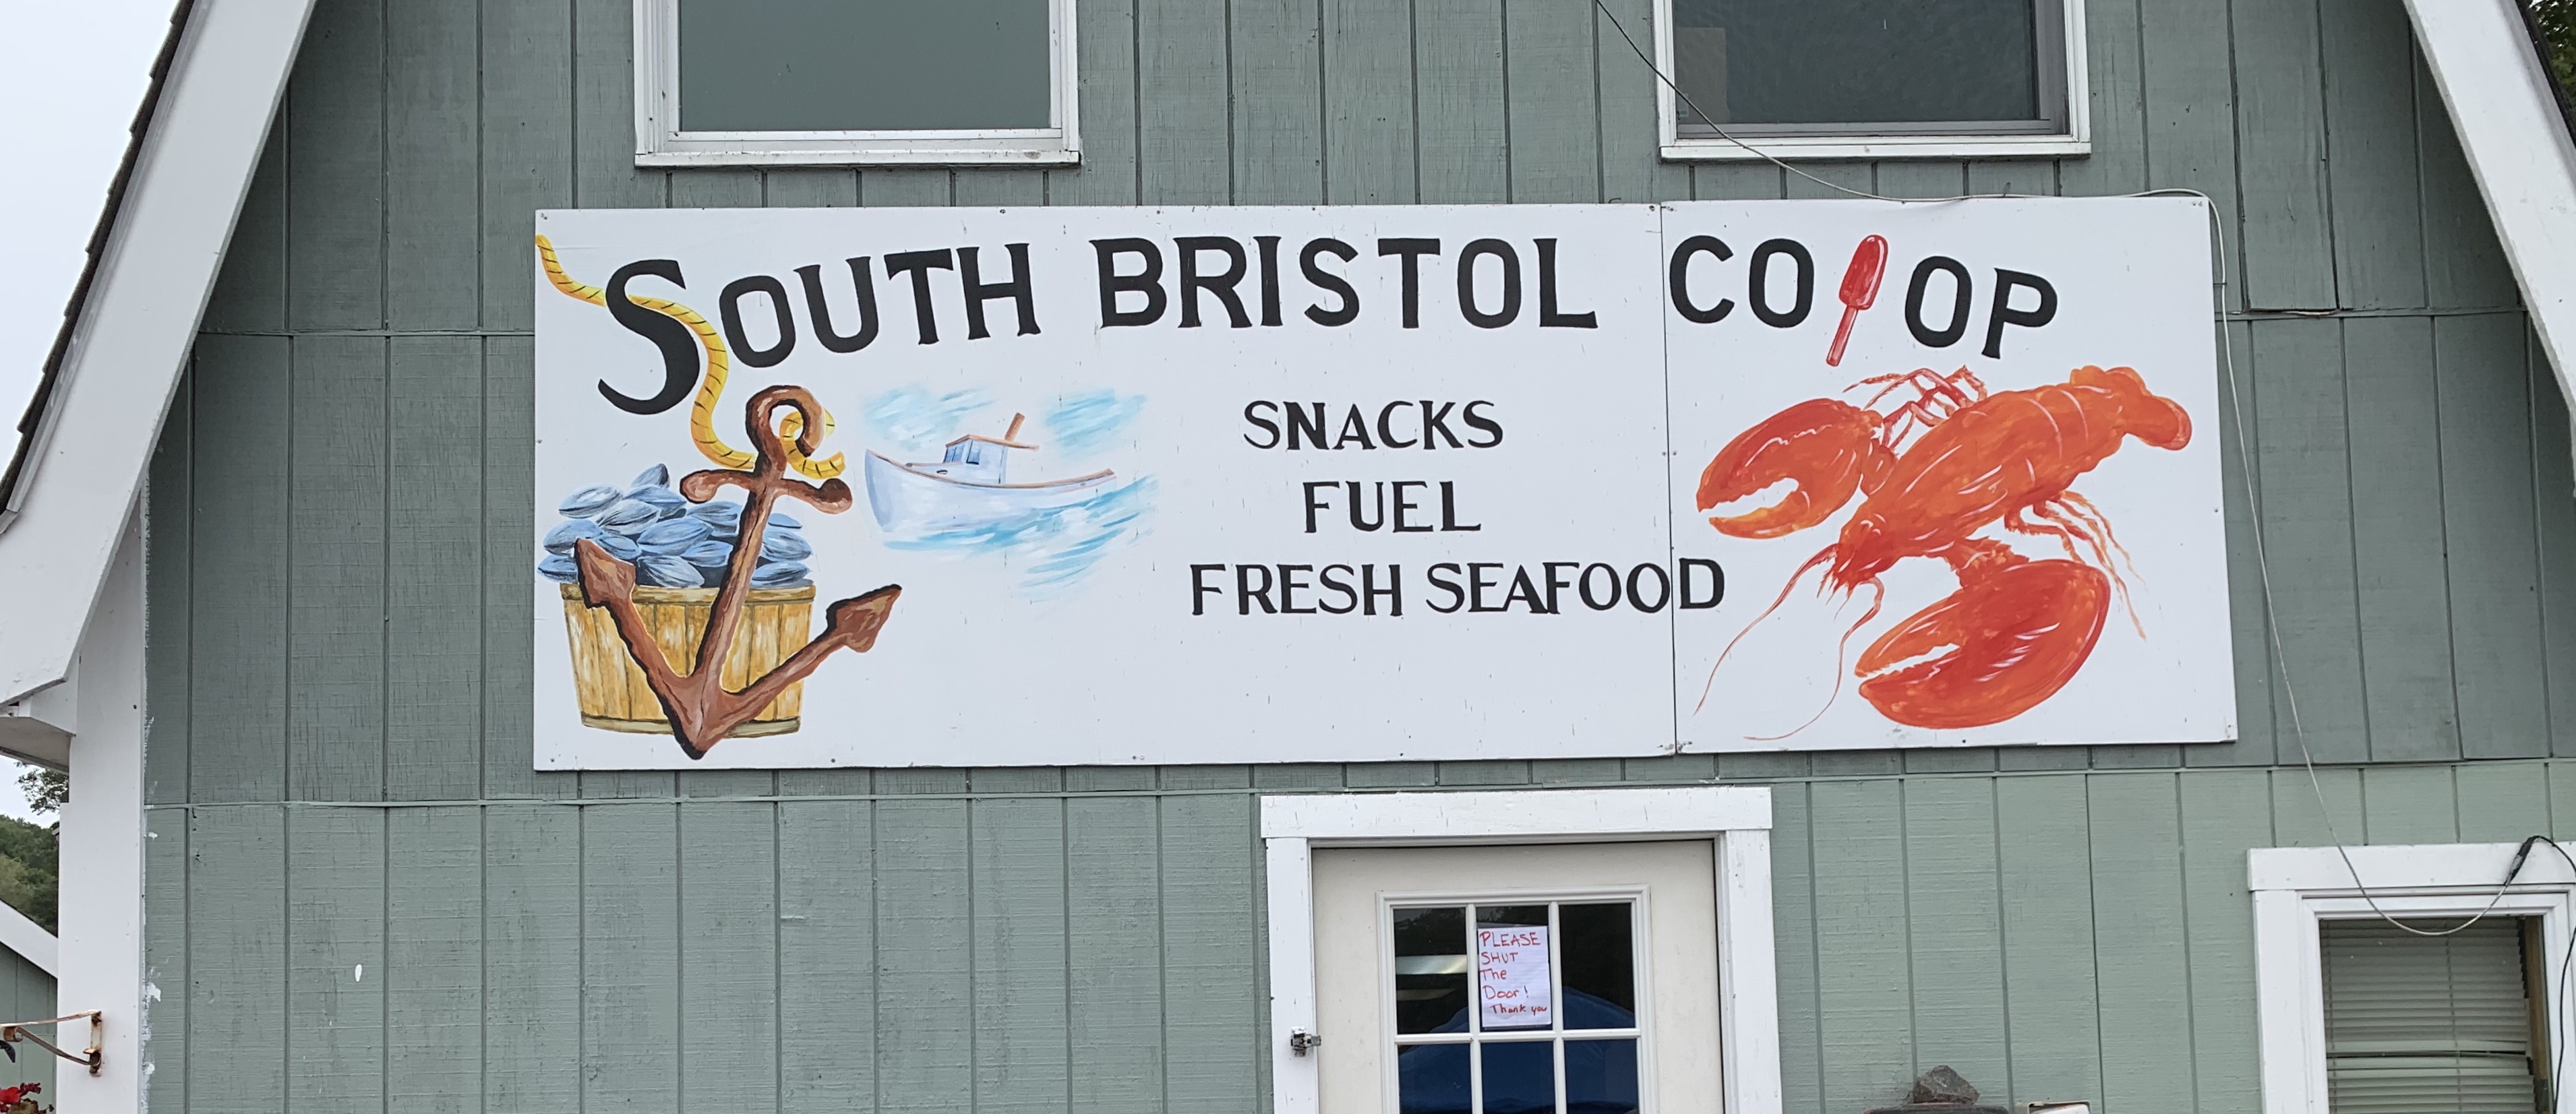 SOUTH BRISTOL CO OP
SNACKS
FUEL
FRESH SEAFOOD
PLEASE
SHUT
The
Door!
Thank you